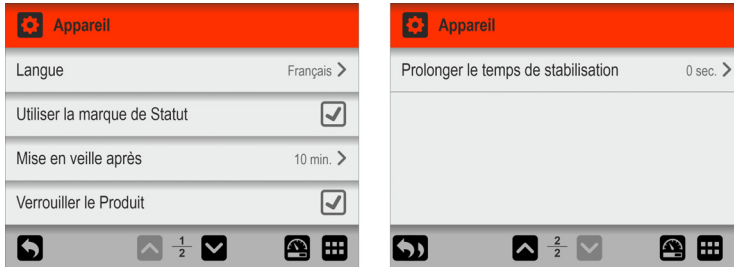 Appareil
Langue Français
Utiliser la marque de Statut
Mise en veille après 10 min.
Verrouiller le Produit
1
2
Appareil
Prolonger le temps de stabilisation 0 sec.
2
2